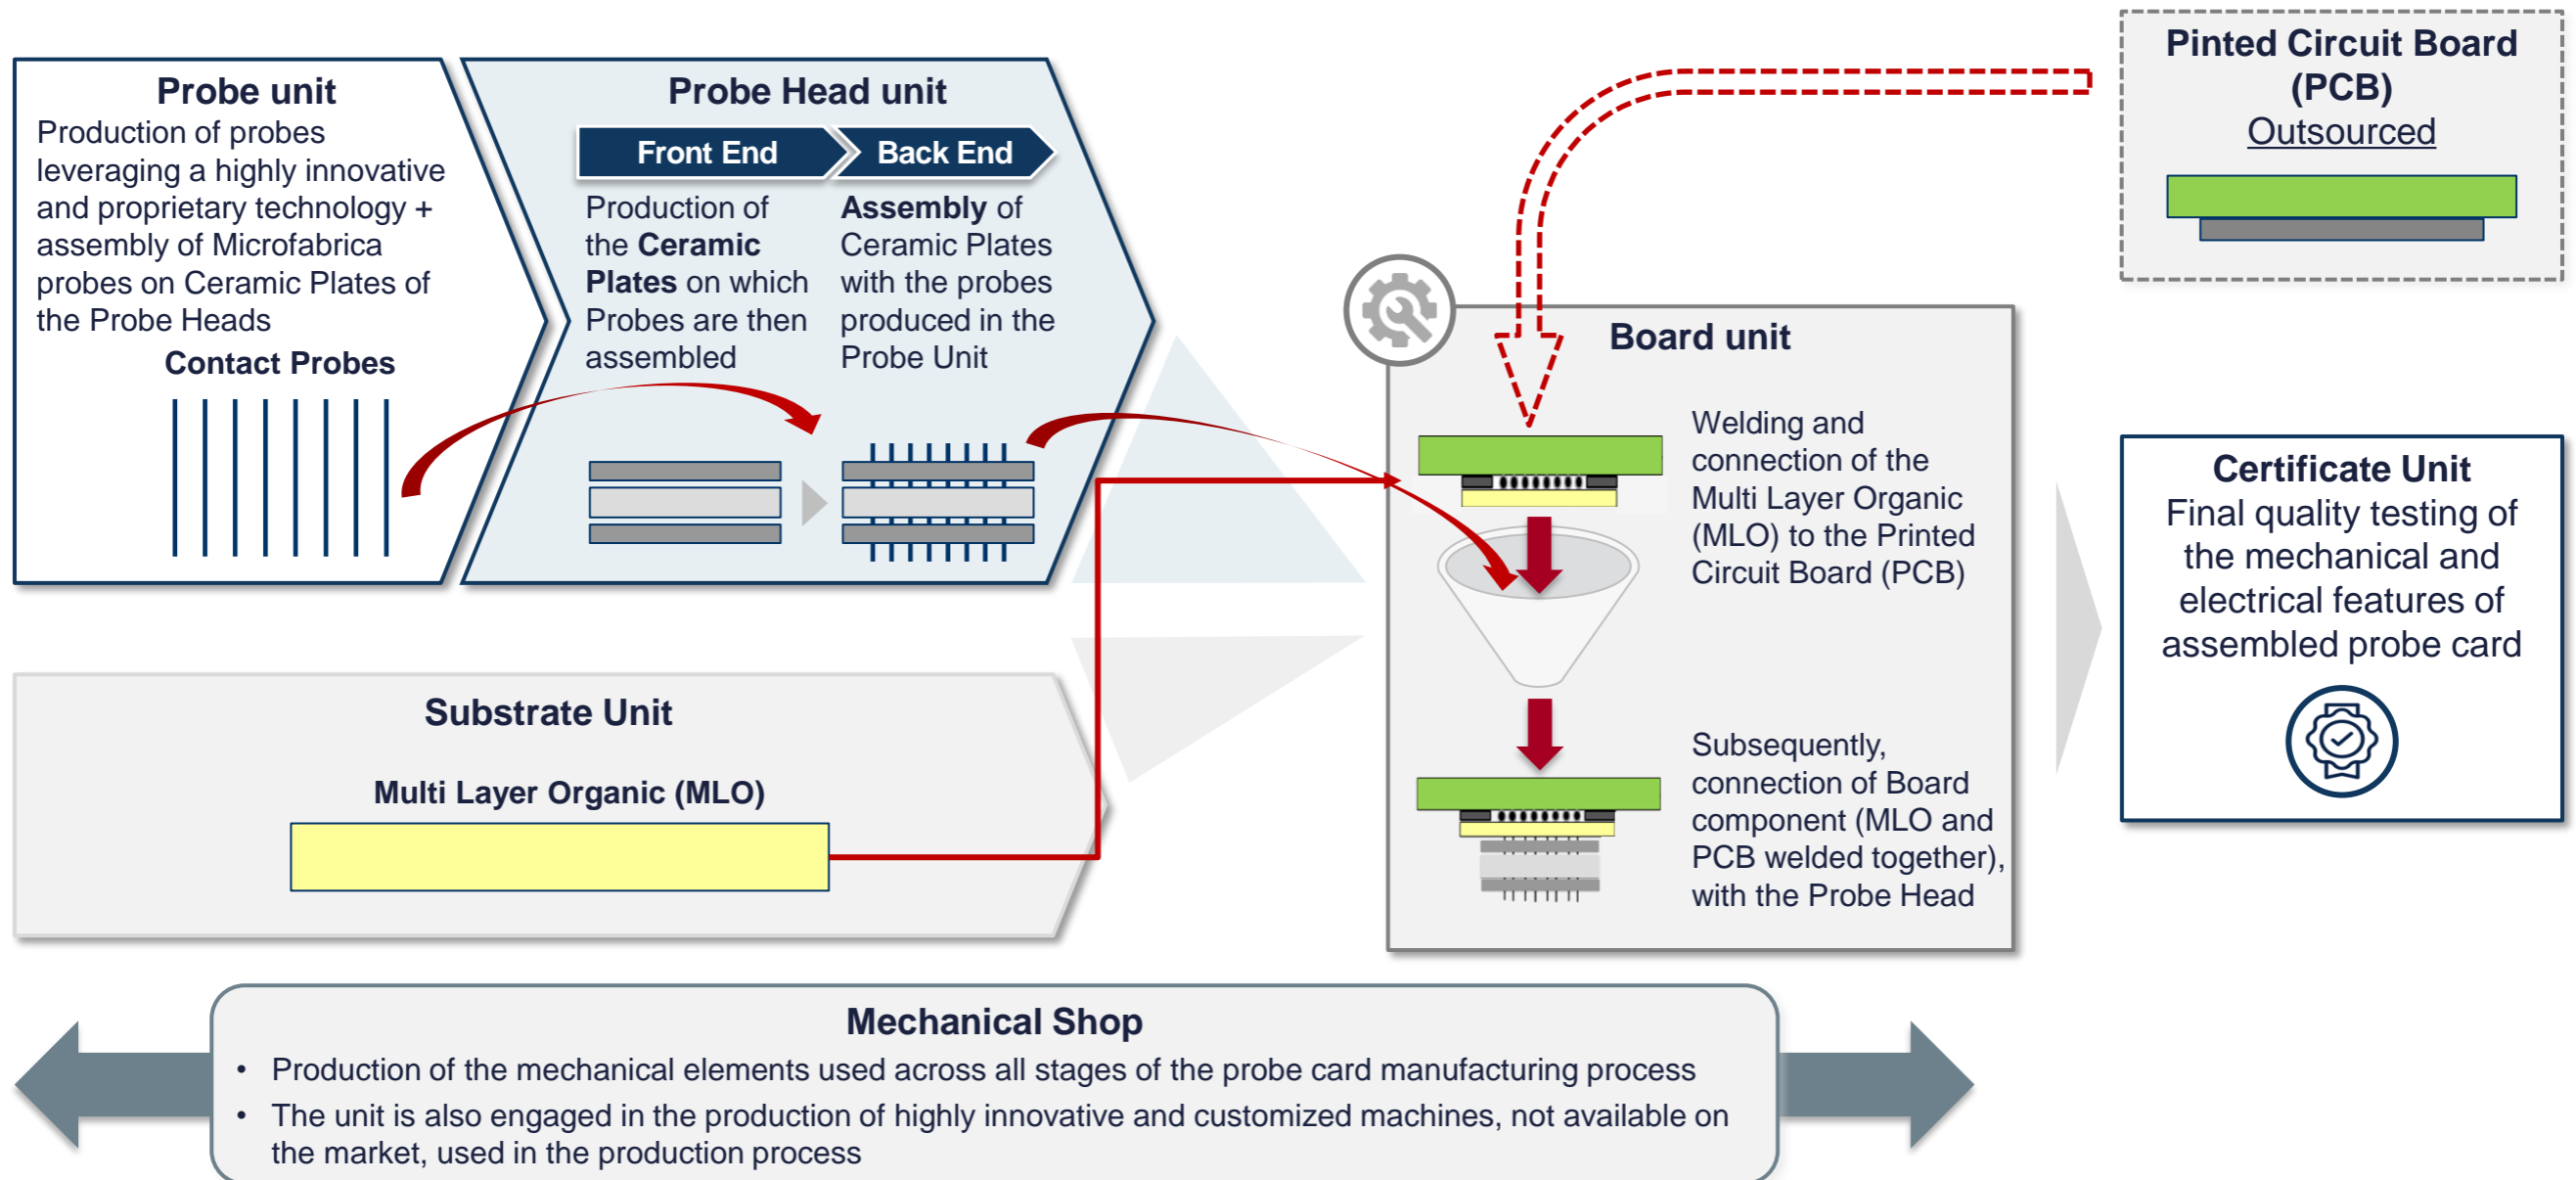 Probe unit
Production of probes
leveraging a highly innovative
and proprietary technology +
assembly of Microfabrica
probes on Ceramic Plates of
the Probe Heads
Contact Probes
Probe Head unit
Front End
Back End
Production of
the Ceramic
Plates on which
Probes are then
assembled
Assembly of
Ceramic Plates
with the probes
produced in the
Probe Unit
Pinted Circuit Board
(PCB)
Outsourced
Board unit
Welding and
connection of the
Multi Layer Organic
(MLO) to the Printed
Circuit Board (PCB)
Subsequently,
connection of Board
component (MLO and
PCB welded together),
with the Probe Head
Certificate Unit
Final quality testing of
the mechanical and
electrical features of
assembled probe card
Substrate Unit
Multi Layer Organic (MLO)
Mechanical Shop
• Production of the mechanical elements used across all stages of the probe card manufacturing process
• The unit is also engaged in the production of highly innovative and customized machines, not available on
the market, used in the production process